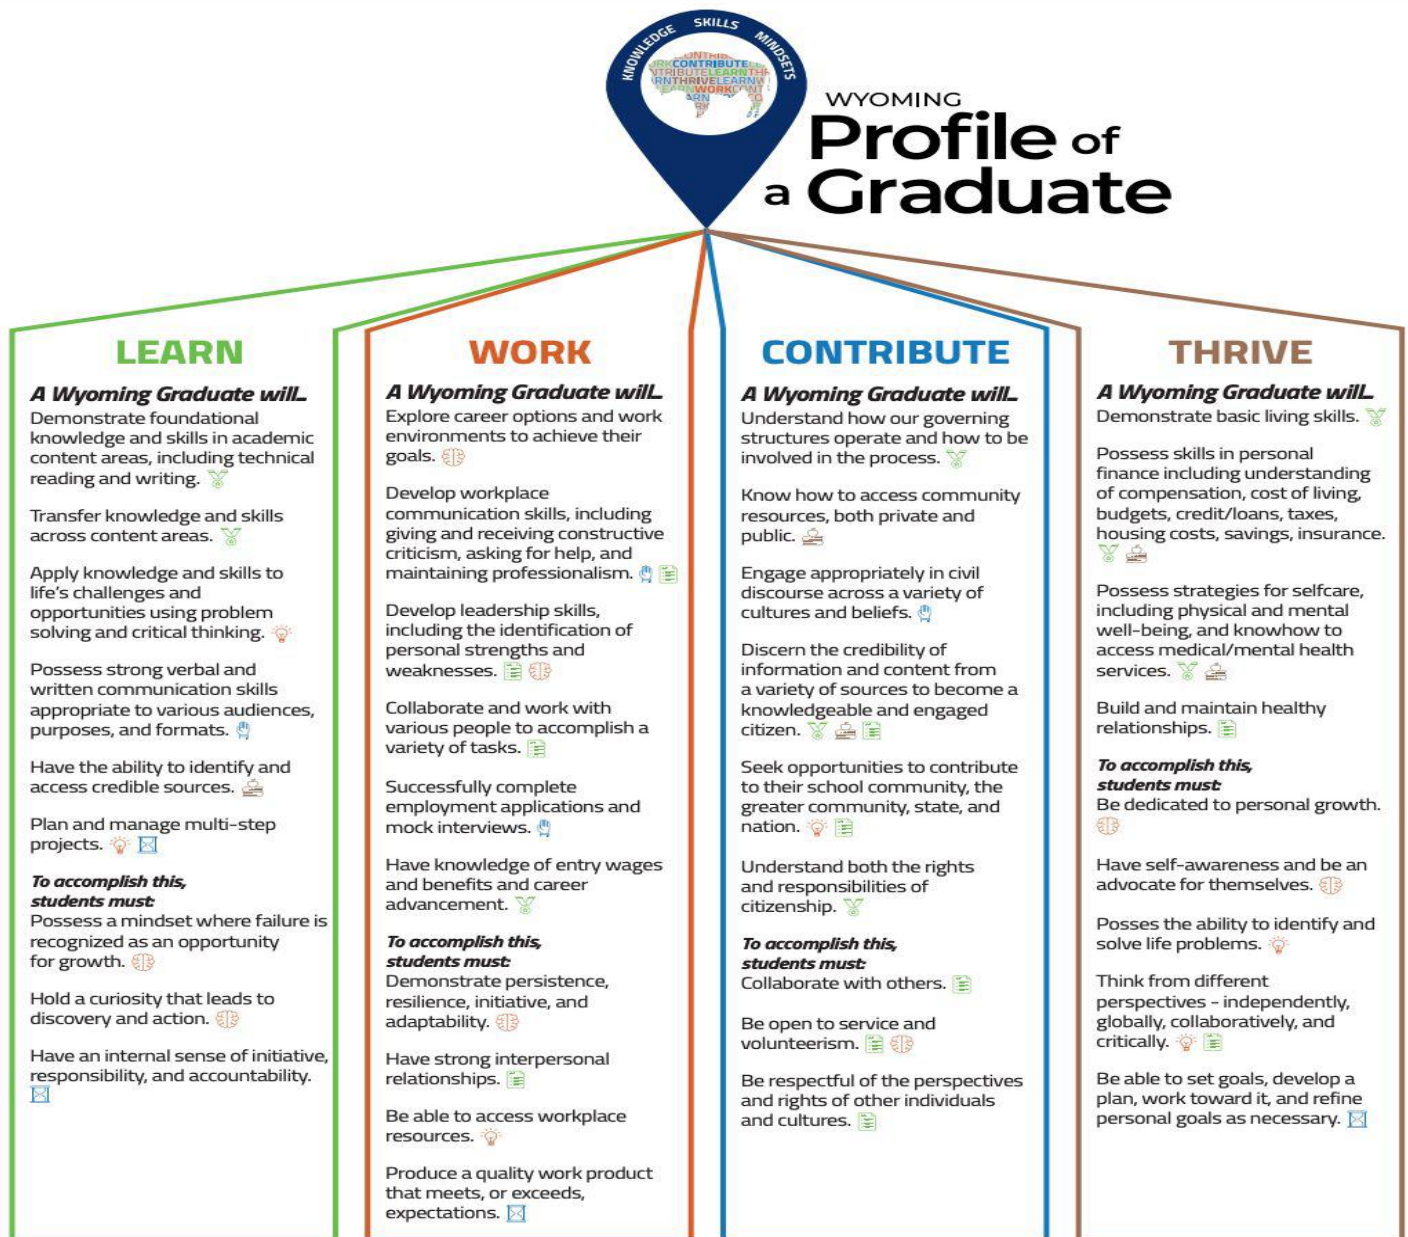 KNOWLEDGE SKILLS MINDSETS
CONTRIBUTE
LEARN
THRIVE LEARN
WORK
WYOMING
Profile of
a Graduate
LEARN
A Wyoming Graduate will...
Demonstrate foundational
knowledge and skills in academic
content areas, including technical
reading and writing.
Transfer knowledge and skills
across content areas.
Apply knowledge and skills to
life's challenges and
opportunities using problem
solving and critical thinking.
Possess strong verbal and
written communication skills
appropriate to various audiences,
purposes, and formats.
Have the ability to identify and
access credible sources.
Plan and manage multi-step
projects.
To accomplish this,
students must:
Possess a mindset where failure is
recognized as an opportunity
for growth.
Hold a curiosity that leads to
discovery and action.
Have an internal sense of initiative,
responsibility, and accountability.
WORK
A Wyoming Graduate will...
Explore career options and work
environments to achieve their
goals.
Develop workplace
communication skills, including
giving and receiving constructive
criticism, asking for help, and
maintaining professionalism.
Develop leadership skills,
including the identification of
personal strengths and
weaknesses.
Collaborate and work with
various people to accomplish a
variety of tasks.
Successfully complete
employment applications and
mock interviews.
Have knowledge of entry wages
and benefits and career
advancement.
To accomplish this,
students must:
Demonstrate persistence,
resilience, initiative, and
adaptability.
Have strong interpersonal
relationships.
Be able to access workplace
resources.
Produce a quality work product
that meets, or exceeds,
expectations.
CONTRIBUTE
A Wyoming Graduate will...
Understand how our governing
structures operate and how to be
involved in the process.
Know how to access community
resources, both private and
public.
Engage appropriately in civil
discourse across a variety of
cultures and beliefs.
Discern the credibility of
information and content from
a variety of sources to become a
knowledgeable and engaged
citizen.
Seek opportunities to contribute
to their school community, the
greater community, state, and
nation.
Understand both the rights
and responsibilities of
citizenship.
To accomplish this,
students must:
Collaborate with others.
Be open to service and
volunteerism.
Be respectful of the perspectives
and rights of other individuals
and cultures.
THRIVE
A Wyoming Graduate will...
Demonstrate basic living skills.
Possess skills in personal
finance including understanding
of compensation, cost of living,
budgets, credit/loans, taxes,
housing costs, savings, insurance.
Possess strategies for selfcare,
including physical and mental
well-being, and knowhow to
access medical/mental health
services.
Build and maintain healthy
relationships.
To accomplish this,
students must:
Be dedicated to personal growth.
Have self-awareness and be an
advocate for themselves.
Posses the ability to identify and
solve life problems.
Think from different
perspectives - independently,
globally, collaboratively, and
critically.
Be able to set goals, develop a
plan, work toward it, and refine
personal goals as necessary.